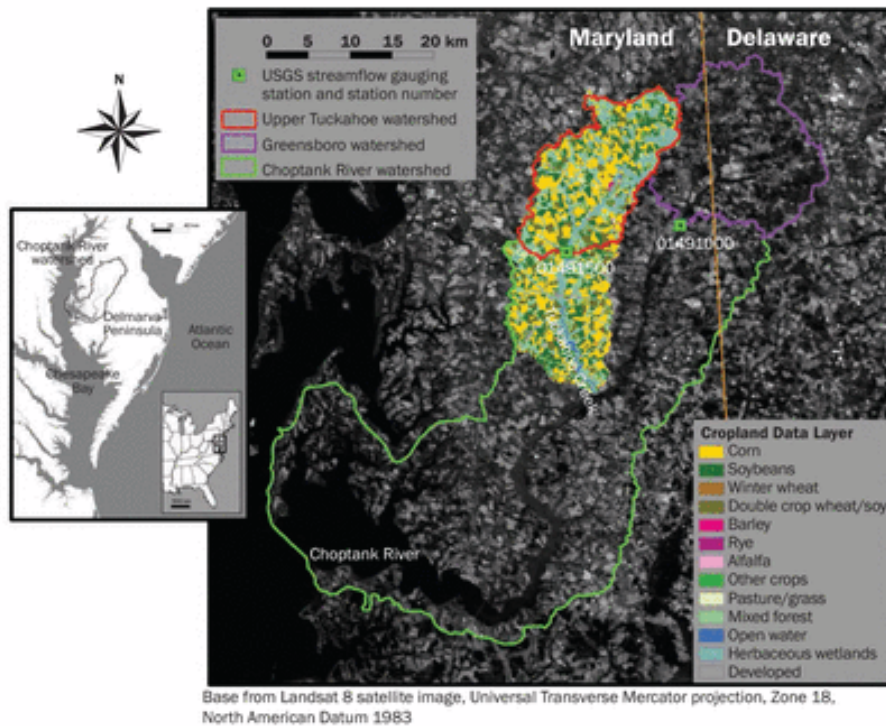 0 5 10 15 20 km
USGS streamflow gauging
station and station number
Upper Tuckahoe watershed
Greensboro watershed
Choptank River watershed
Maryland
Delaware
N
01491000
01491500
Choptank River
Choptank River
watershed
Delmarva
Peninsula
Atlantic
Ocean
Chesapeake
Bay
Cropland Data Layer
Corn
Soybeans
Winter wheat
Double crop wheat/soy
Barley
Rye
Alfalfa
Other crops
Pasture/grass
Mixed forest
Open water
Herbaceous wetlands
Developed
Base from Landsat 8 satellite image, Universal Transverse Mercator projection, Zone 18,
North American Datum 1983